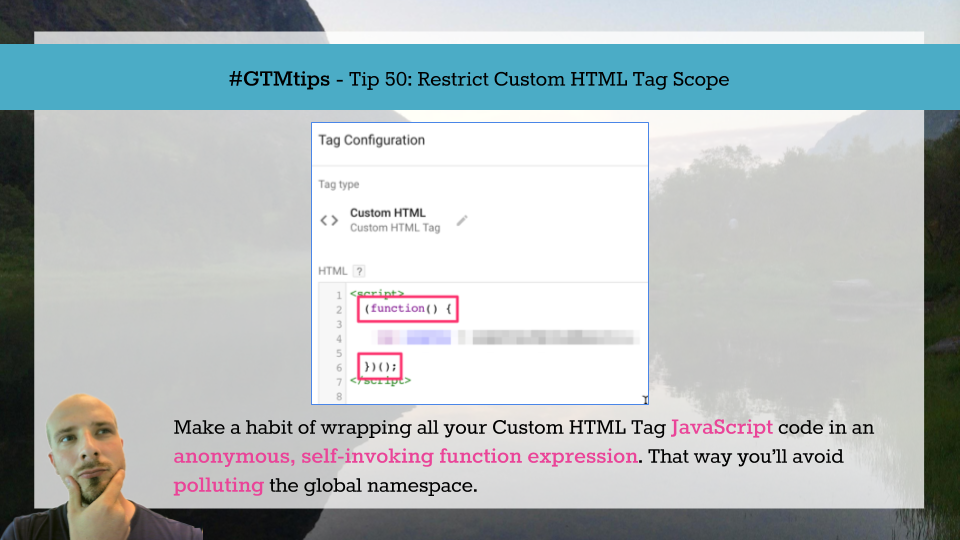 #GTMtips - Tip 50: Restrict Custom HTML Tag Scope
Tag Configuration
Tag type
Custom HTML
Custom HTML Tag
HTML ?
1 <script>
2 (function() {
3
4
5
6 })();
7 </script>
8
Make a habit of wrapping all your Custom HTML Tag JavaScript code in an
anonymous, self-invoking function expression. That way you’ll avoid
polluting the global namespace.